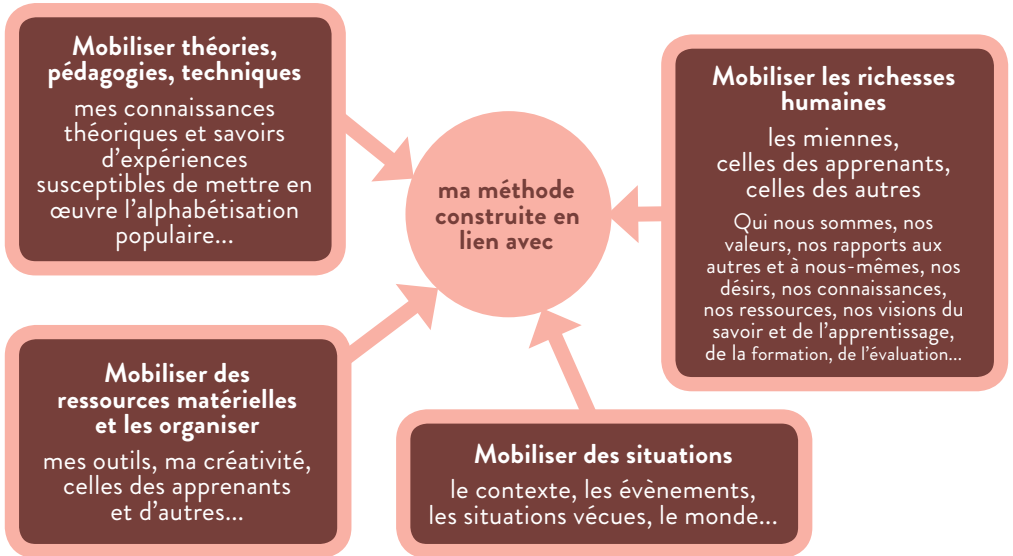 Mobiliser théories,
pédagogies, techniques
mes connaissances
théoriques et savoirs
d’expériences
susceptibles de mettre en
œuvre l’alphabétisation
populaire...
ma méthode
construite en
lien avec
Mobiliser les richesses
humaines
les miennes,
celles des apprenants,
celles des autres
Qui nous sommes, nos
valeurs, nos rapports aux
autres et à nous-mêmes, nos
désirs, nos connaissances,
nos ressources, nos visions du
savoir et de l’apprentissage,
de la formation, de l’évaluation...
Mobiliser des
ressources matérielles
et les organiser
mes outils, ma créativité,
celles des apprenants
et d’autres...
Mobiliser des situations
le contexte, les évènements,
les situations vécues, le monde...